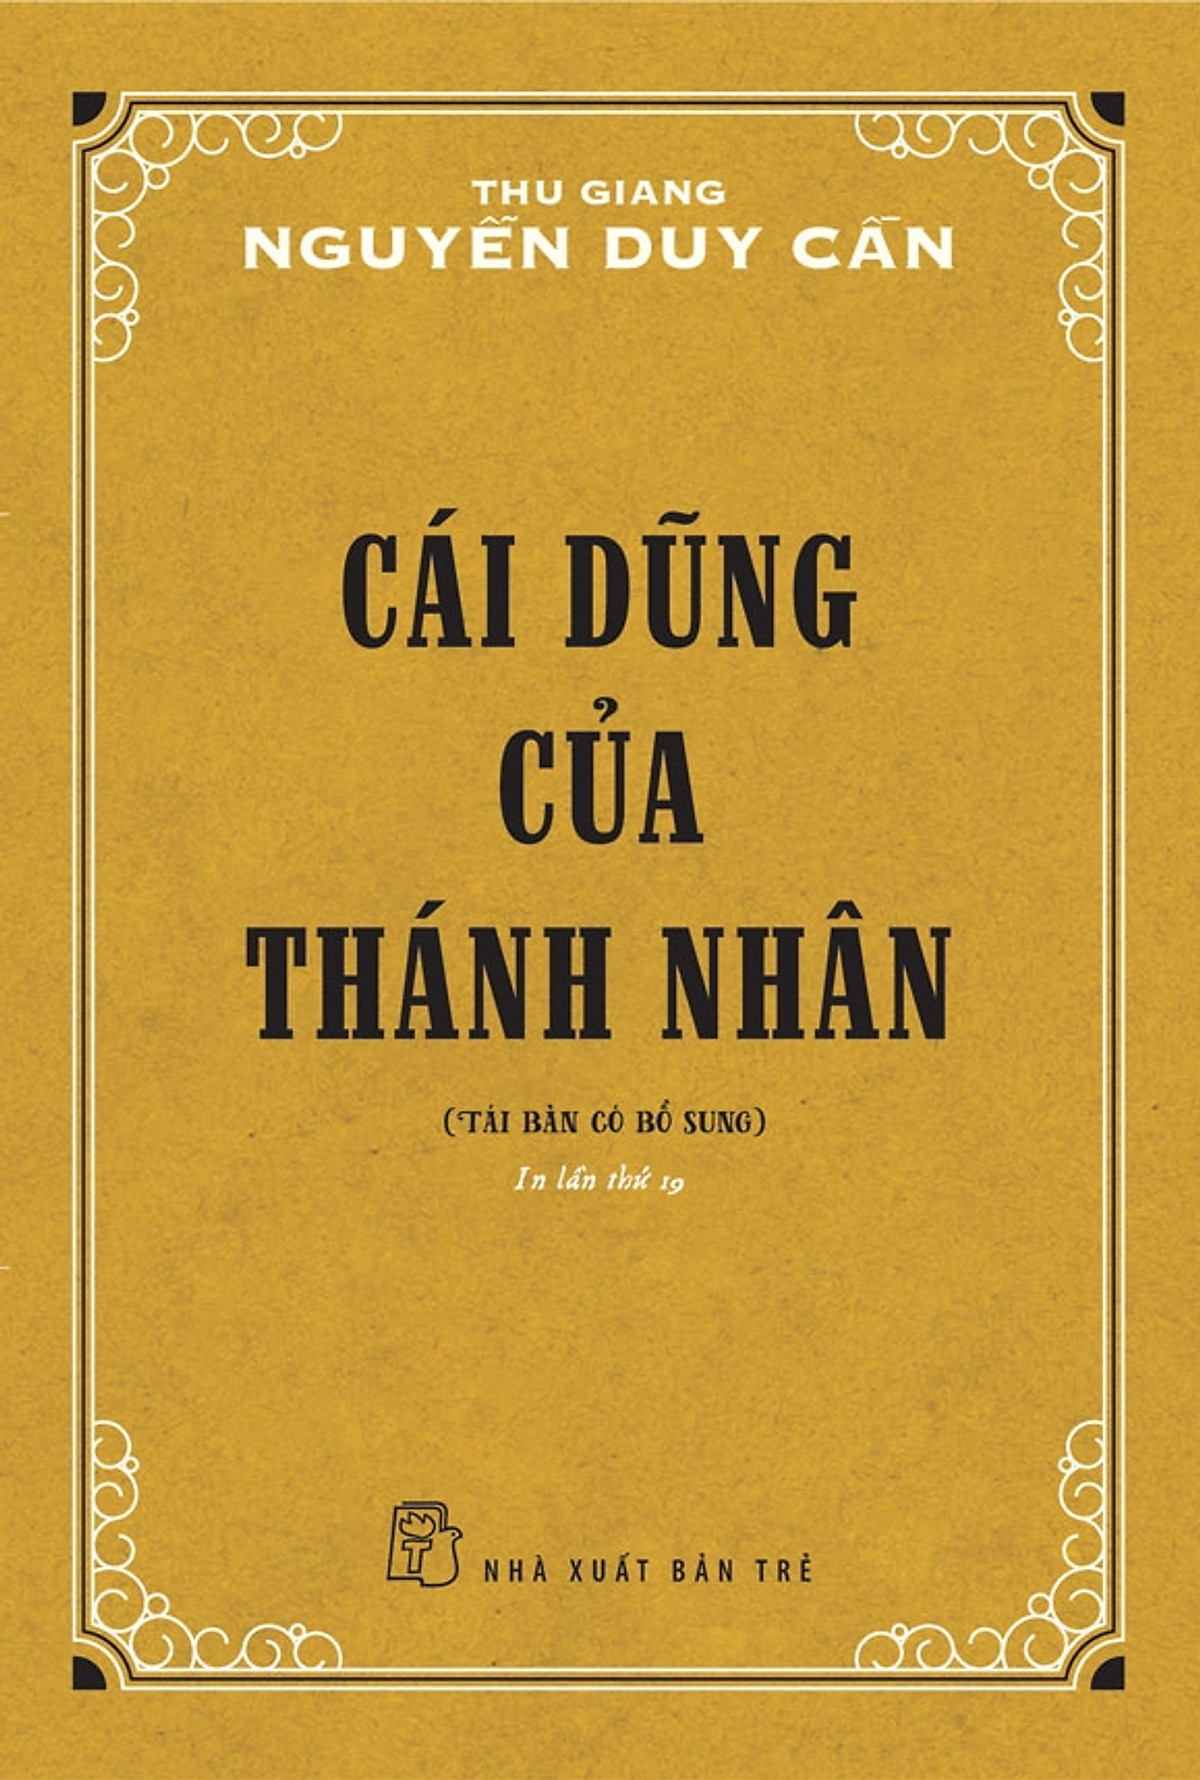 THU GIANG
NGUYỄN DUY CẦN
CÁI DŨNG
CỦA
THÁNH NHÂN
(TÁI BẢN CÓ BỔ SUNG)
In lần thứ 19
T
NHÀ XUẤT BẢN TRẺ